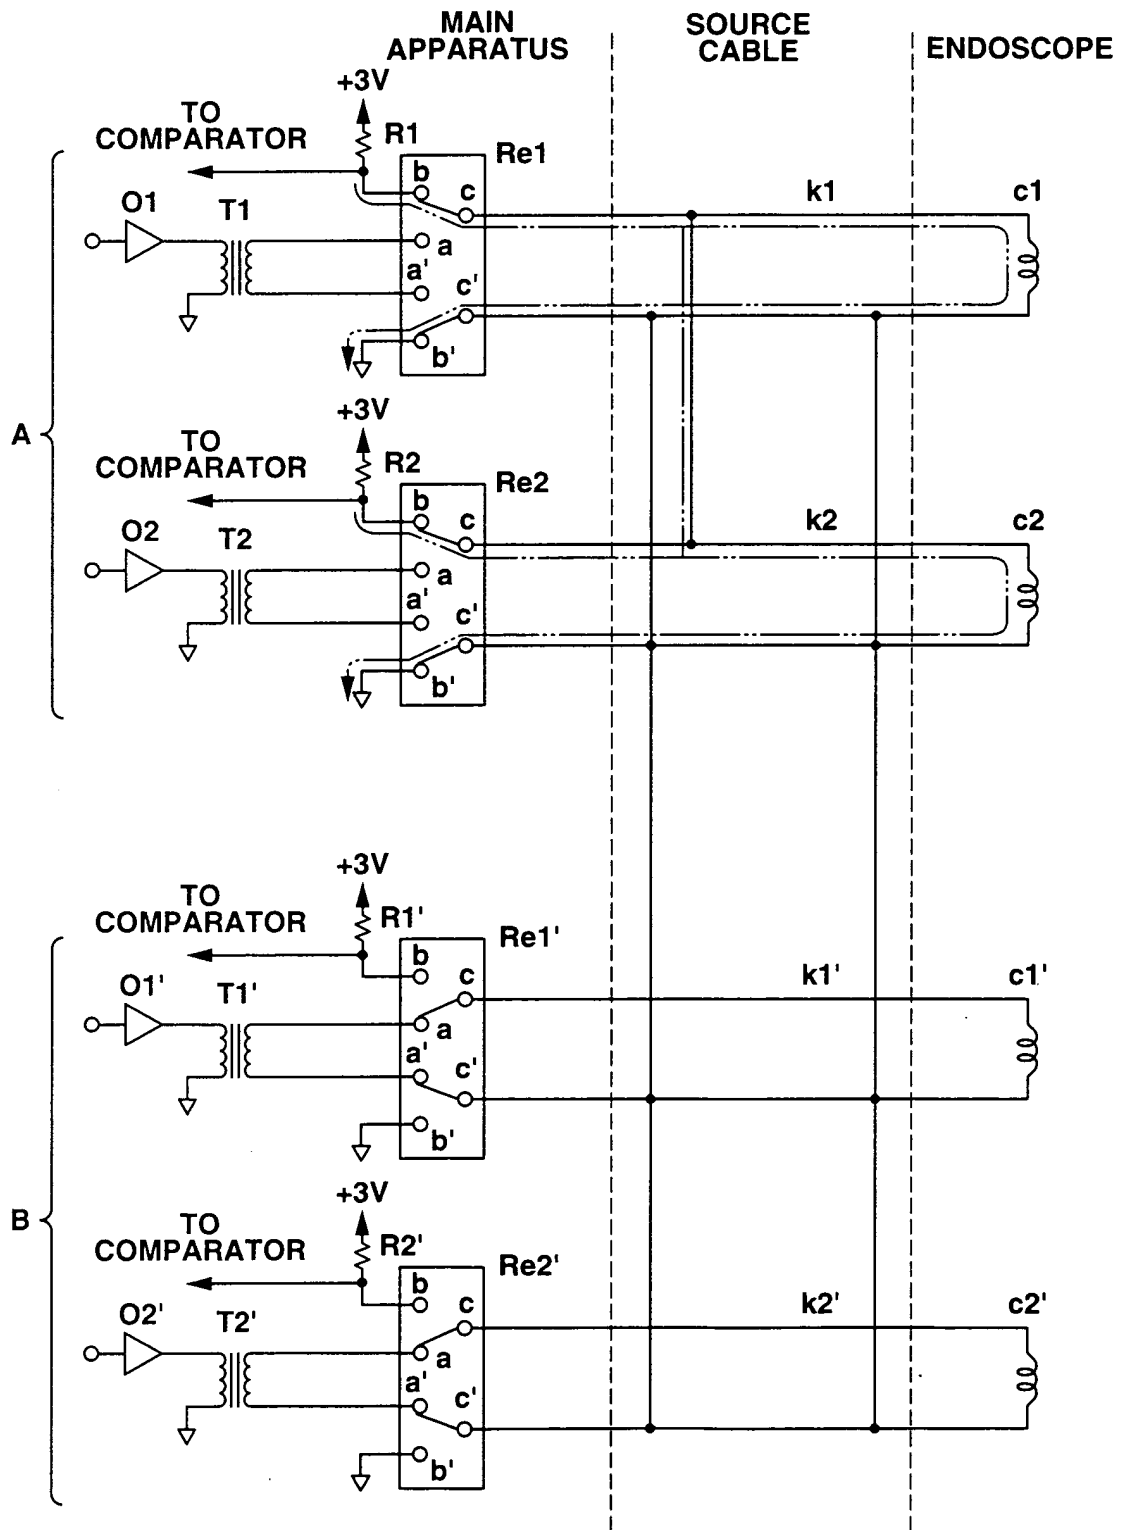 MAIN
APPARATUS
SOURCE
CABLE
ENDOSCOPE
+3V
TO
COMPARATOR
R1
Re1
b
c
k1
c1
O1
T1
a
a'
c'
b'
A
+3V
TO
COMPARATOR
R2
Re2
b
c
k2
c2
O2
T2
a
a'
c'
b'
+3V
TO
COMPARATOR
R1'
Re1'
b
c
k1'
c1'
O1'
T1'
a
a'
c'
b'
B
+3V
TO
COMPARATOR
R2'
Re2'
b
c
k2'
c2'
O2'
T2'
a
a'
c'
b'